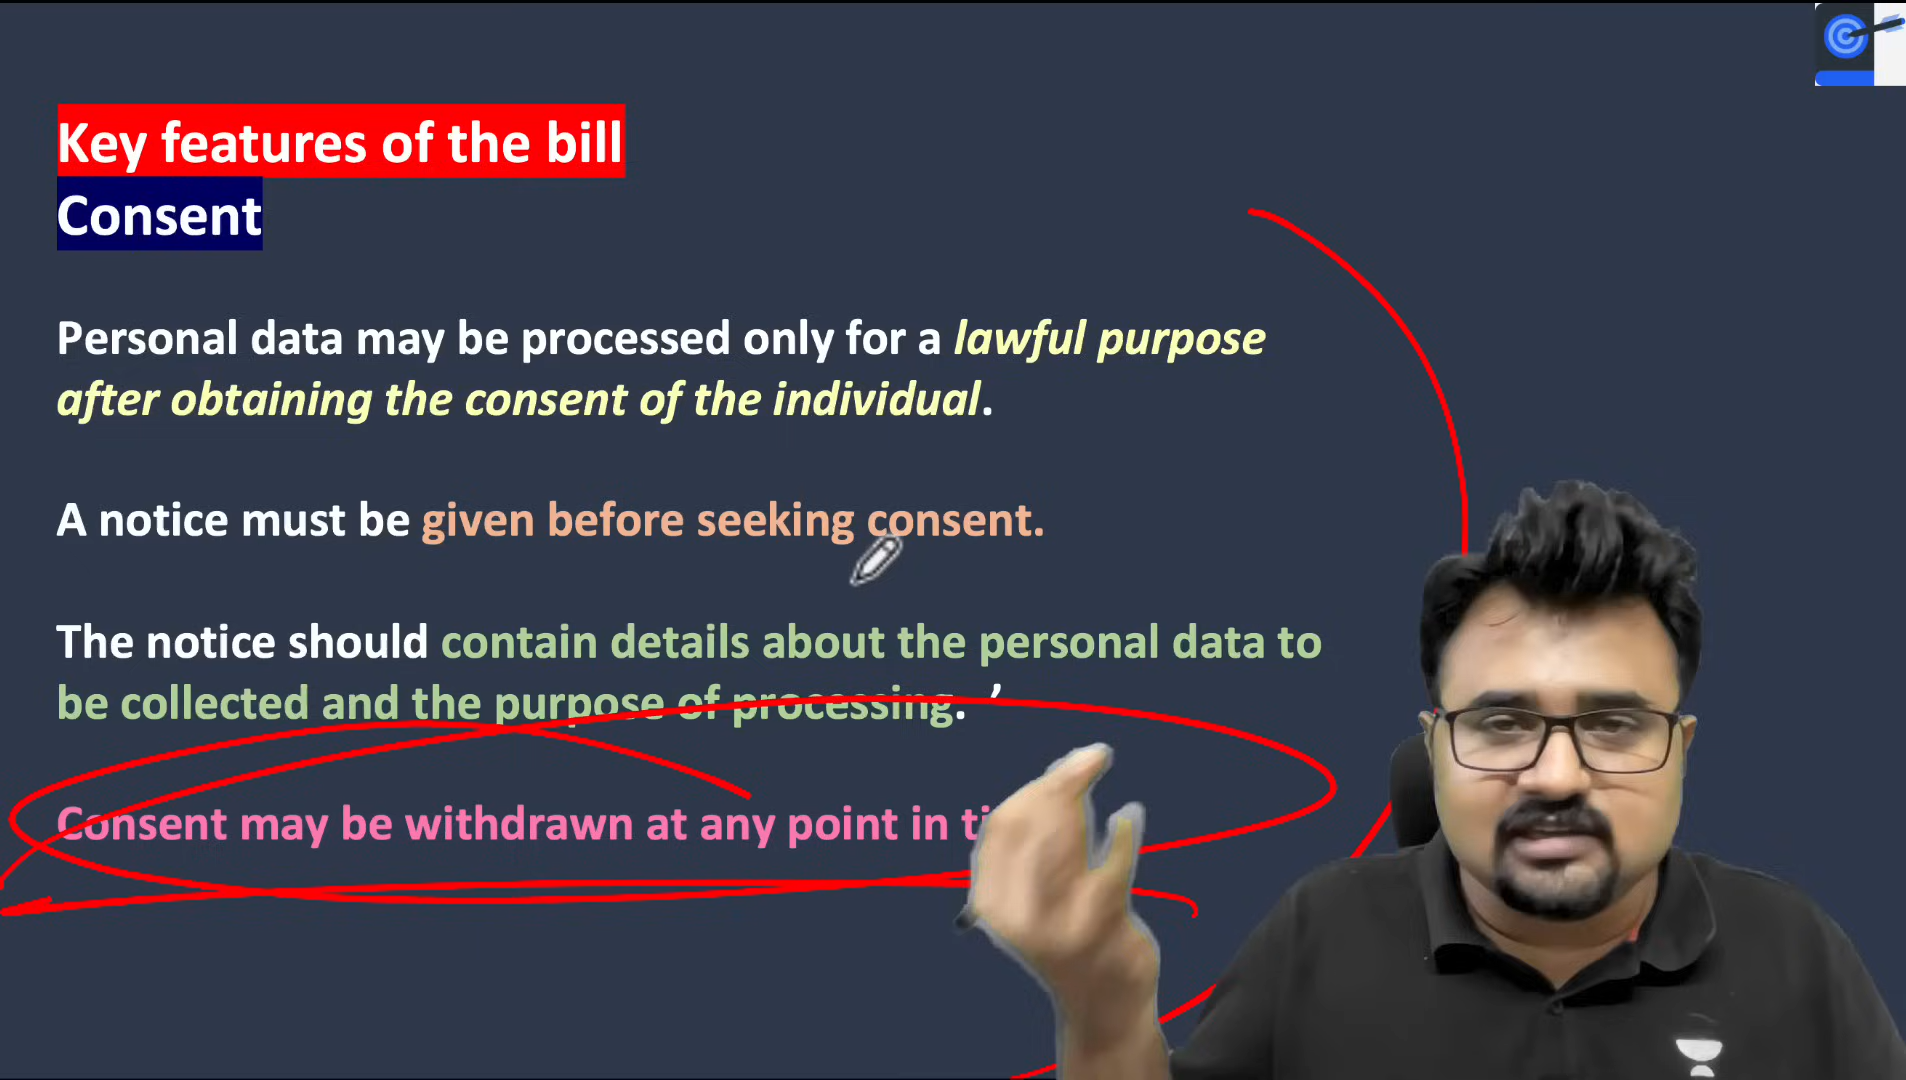 Key features of the bill
Consent
Personal data may be processed only for a lawful purpose
after obtaining the consent of the individual.
A notice must be given before seeking consent.
The notice should contain details about the personal data to
be collected and the purpose of processing. ’
Consent may be withdrawn at any point in